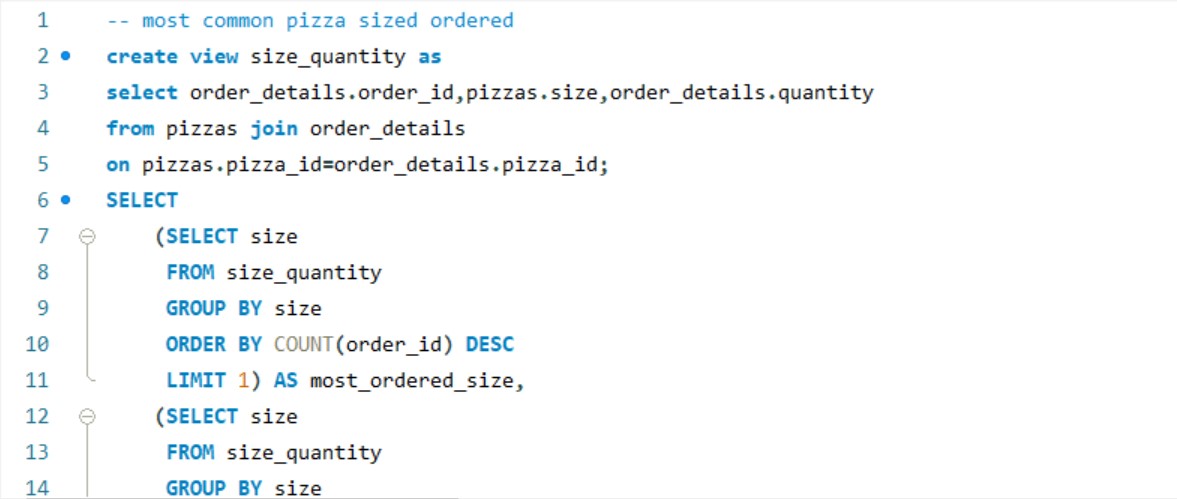 1 -- most common pizza sized ordered
2 create view size_quantity as
3 select order_details.order_id,pizzas.size,order_details.quantity
4 from pizzas join order_details
5 on pizzas.pizza_id=order_details.pizza_id;
6 SELECT
7 (SELECT size
8 FROM size_quantity
9 GROUP BY size
10 ORDER BY COUNT(order_id) DESC
11 LIMIT 1) AS most_ordered_size,
12 (SELECT size
13 FROM size_quantity
14 GROUP BY size